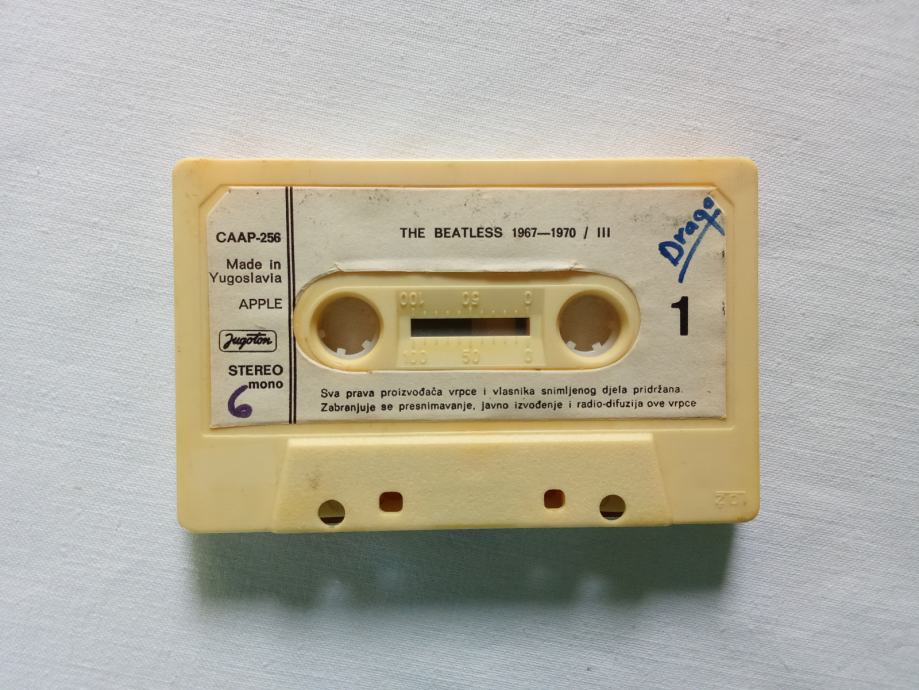 CAAP-256
Made in
Yugoslavia
APPLE
Jugoton
STEREO
mono
6
THE BEATLESS 1967—1970 / III
Drago
1
100 50 0
100 50 0
Sva prava proizvođača vrpce i vlasnika snimljenog djela pridržana.
Zabranjuje se presnimavanje, javno izvođenje i radio-difuzija ove vrpce